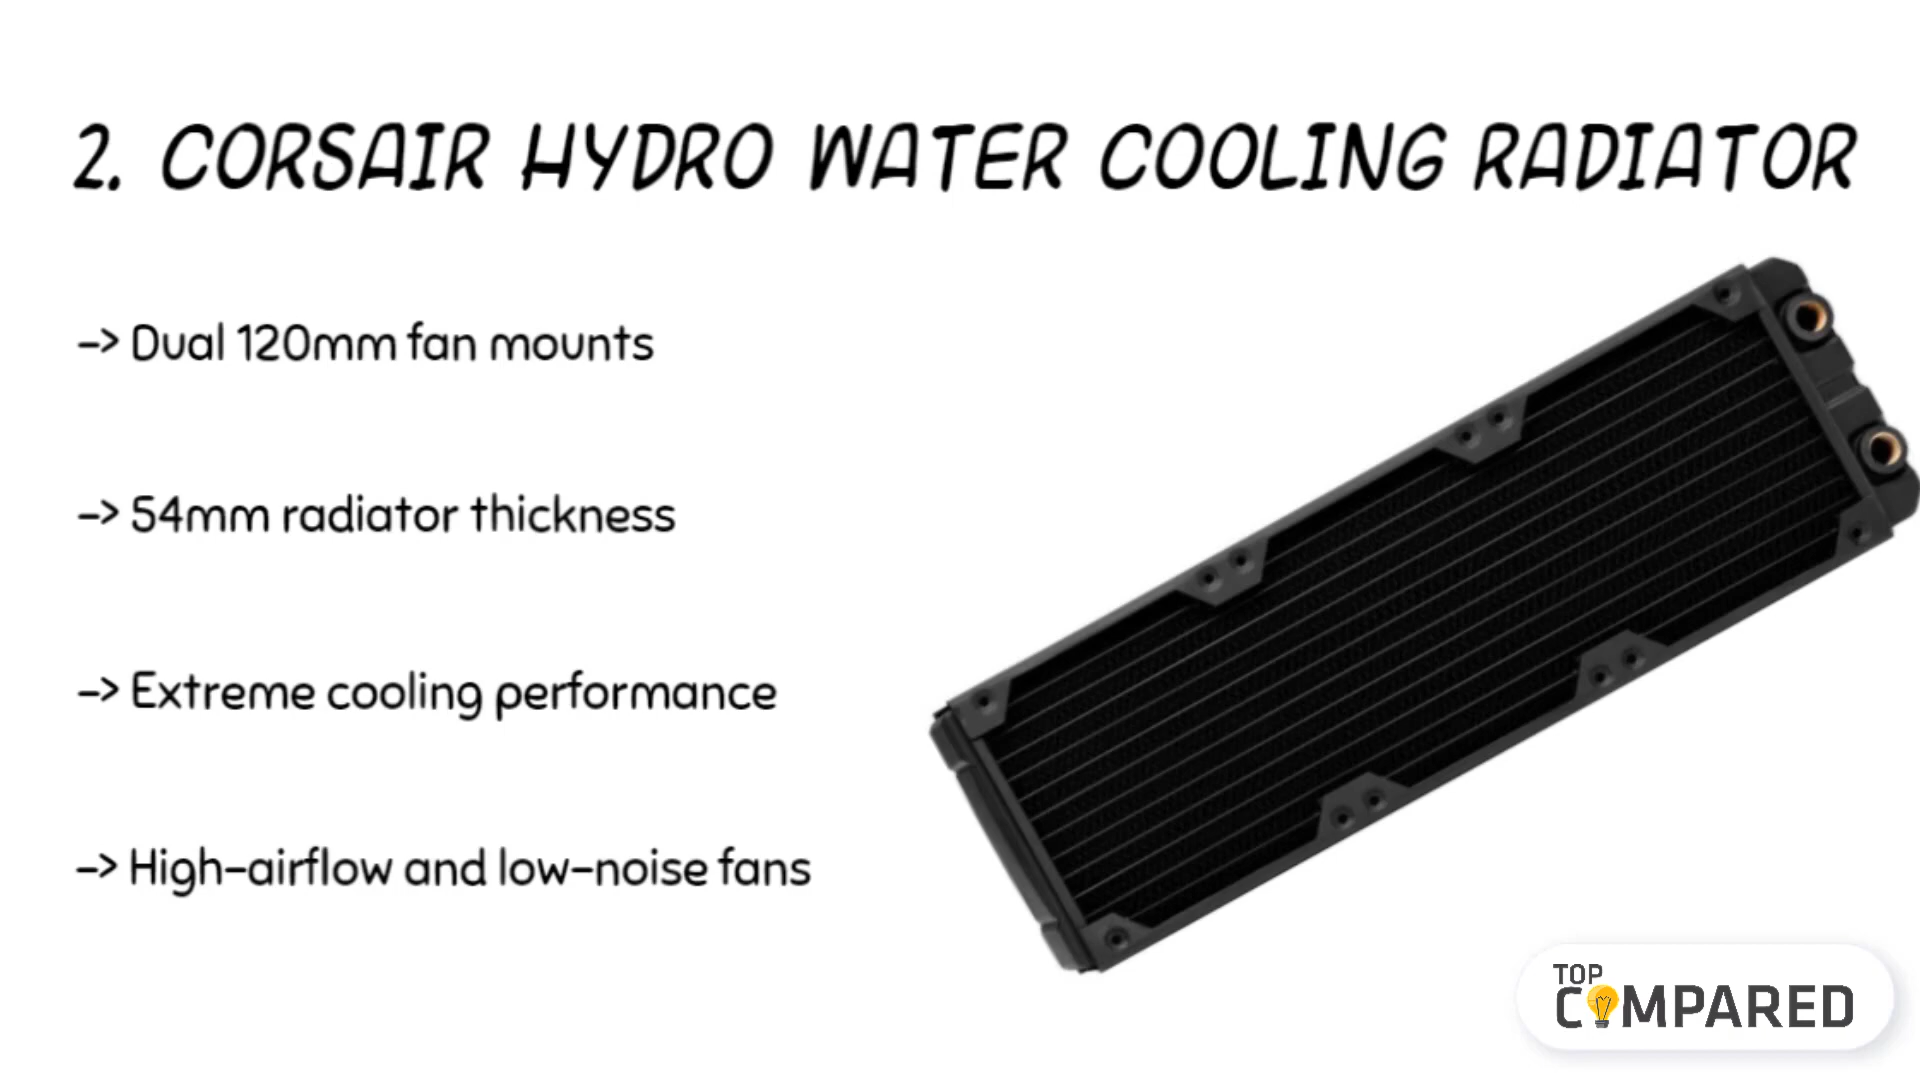 2. CORSAIR HYDRO WATER COOLING RADIATOR
-> Dual 120mm fan mounts
-> 54mm radiator thickness
-> Extreme cooling performance
-> High-airflow and low-noise fans
TOP
COMPARED